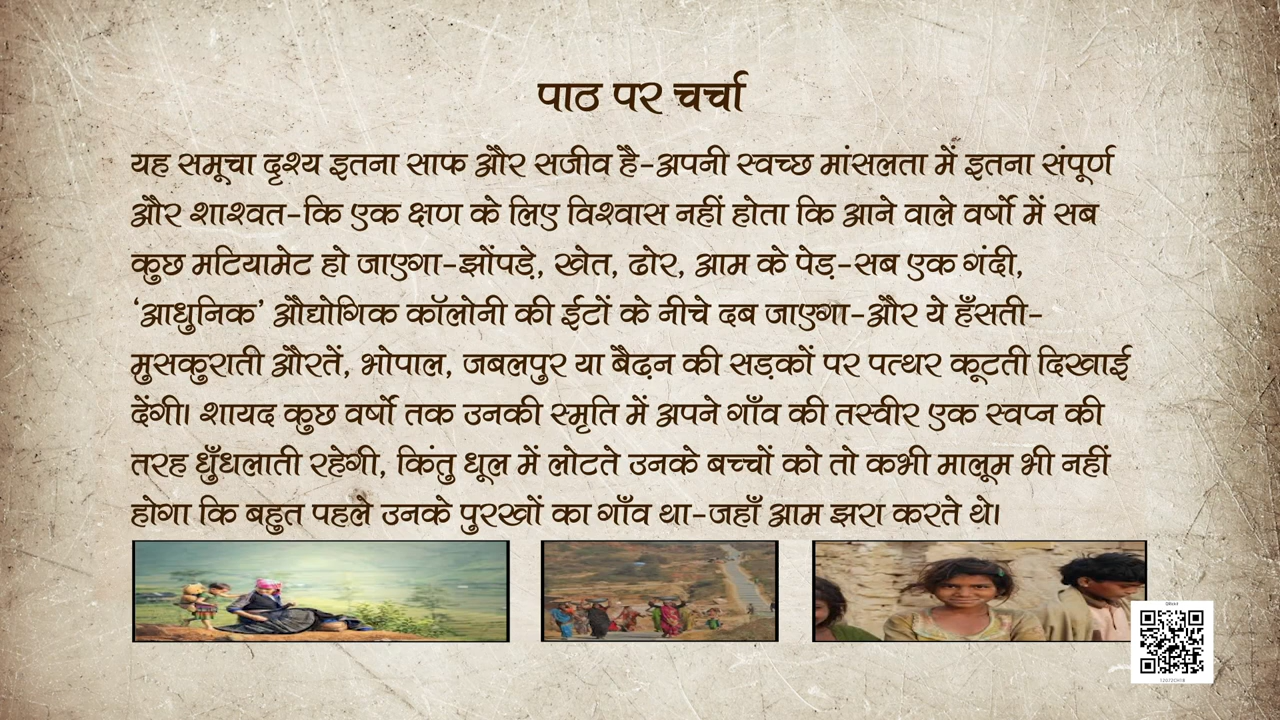 पाठ पर चर्चा
यह समूचा दृश्य इतना साफ और सजीव है-अपनी स्वच्छ मांसलता में इतना संपूर्ण
और शाश्वत-कि एक क्षण के लिए विश्वास नहीं होता कि आने वाले वर्षो में सब
कुछ मटियामेट हो जाएगा-झोंपड़े, खेत, ढोर, आम के पेड़-सब एक गंदी,
'आधुनिक' औद्योगिक कॉलोनी की ईटों के नीचे दब जाएगा-और ये हँसती-
मुसकुराती औरतें, भोपाल, जबलपुर या बैढ़न की सड़कों पर पत्थर कूटती दिखाई
देंगी। शायद कुछ वर्षो तक उनकी स्मृति में अपने गाँव की तस्वीर एक स्वप्न की
तरह धुँधलाती रहेगी, किंतु धूल में लोटते उनके बच्चों को तो कभी मालूम भी नहीं
होगा कि बहुत पहले उनके पुरखों का गाँव था-जहाँ आम झरा करते थे।
12072CH18